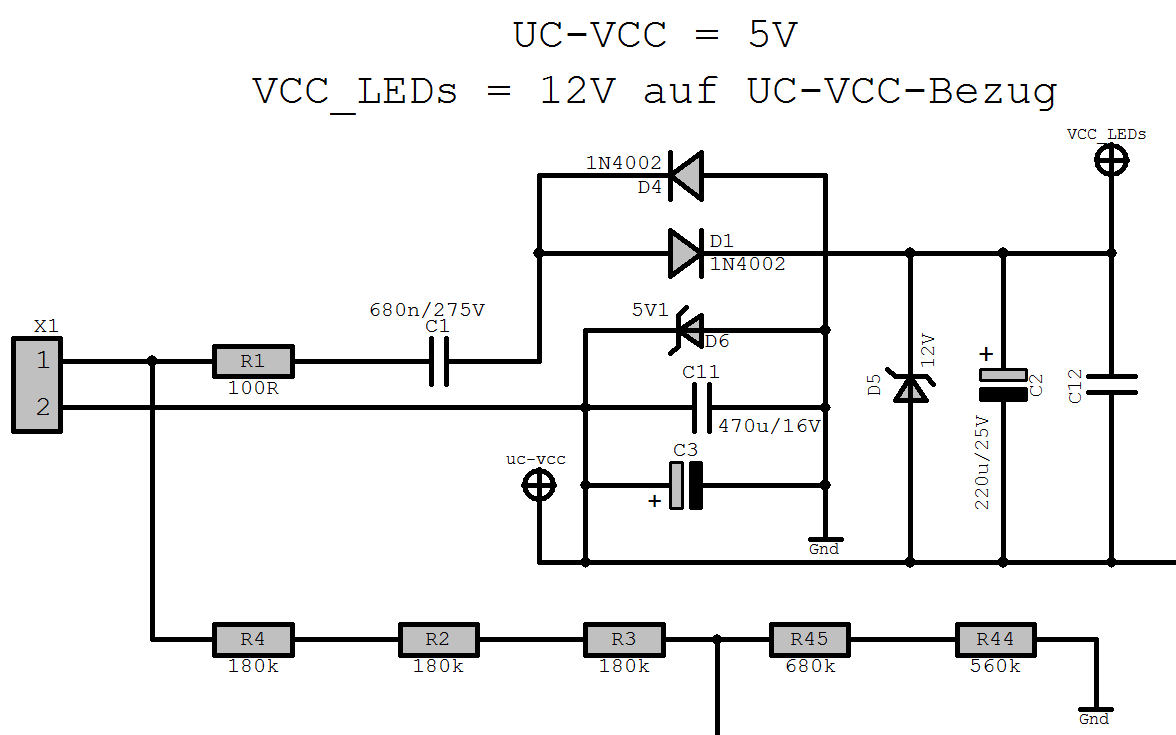 UC-VCC = 5V
VCC_LEDs = 12V auf UC-VCC-Bezug
VCC_LEDs
1N4002
D4
D1
1N4002
680n/275V
C1
5V1
D6
X1
1
2
R1
100R
C11
470u/16V
C3
+
uc-vcc
Gnd
D5
12V
+
C2
220u/25V
C12
R4
180k
R2
180k
R3
180k
R45
680k
R44
560k
Gnd